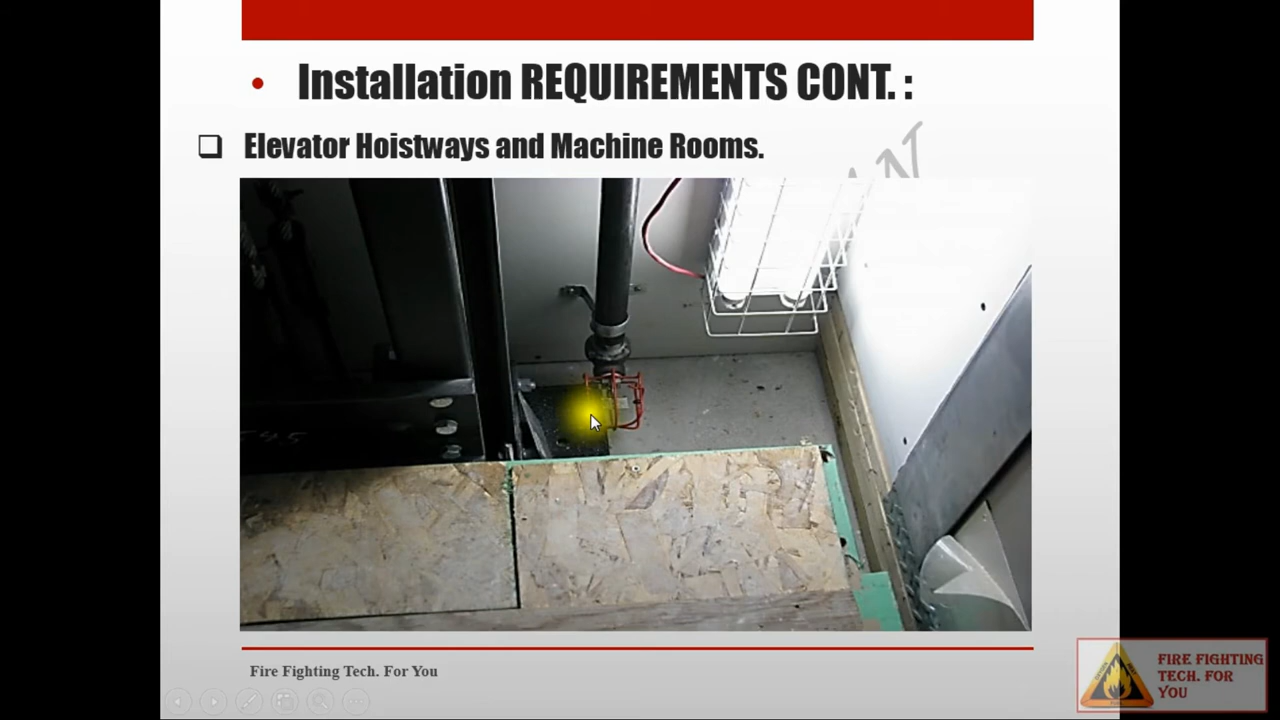 • Installation REQUIREMENTS CONT. :
❑ Elevator Hoistways and Machine Rooms.
Fire Fighting Tech. For You
FIRE FIGHTING
TECH. FOR
YOU